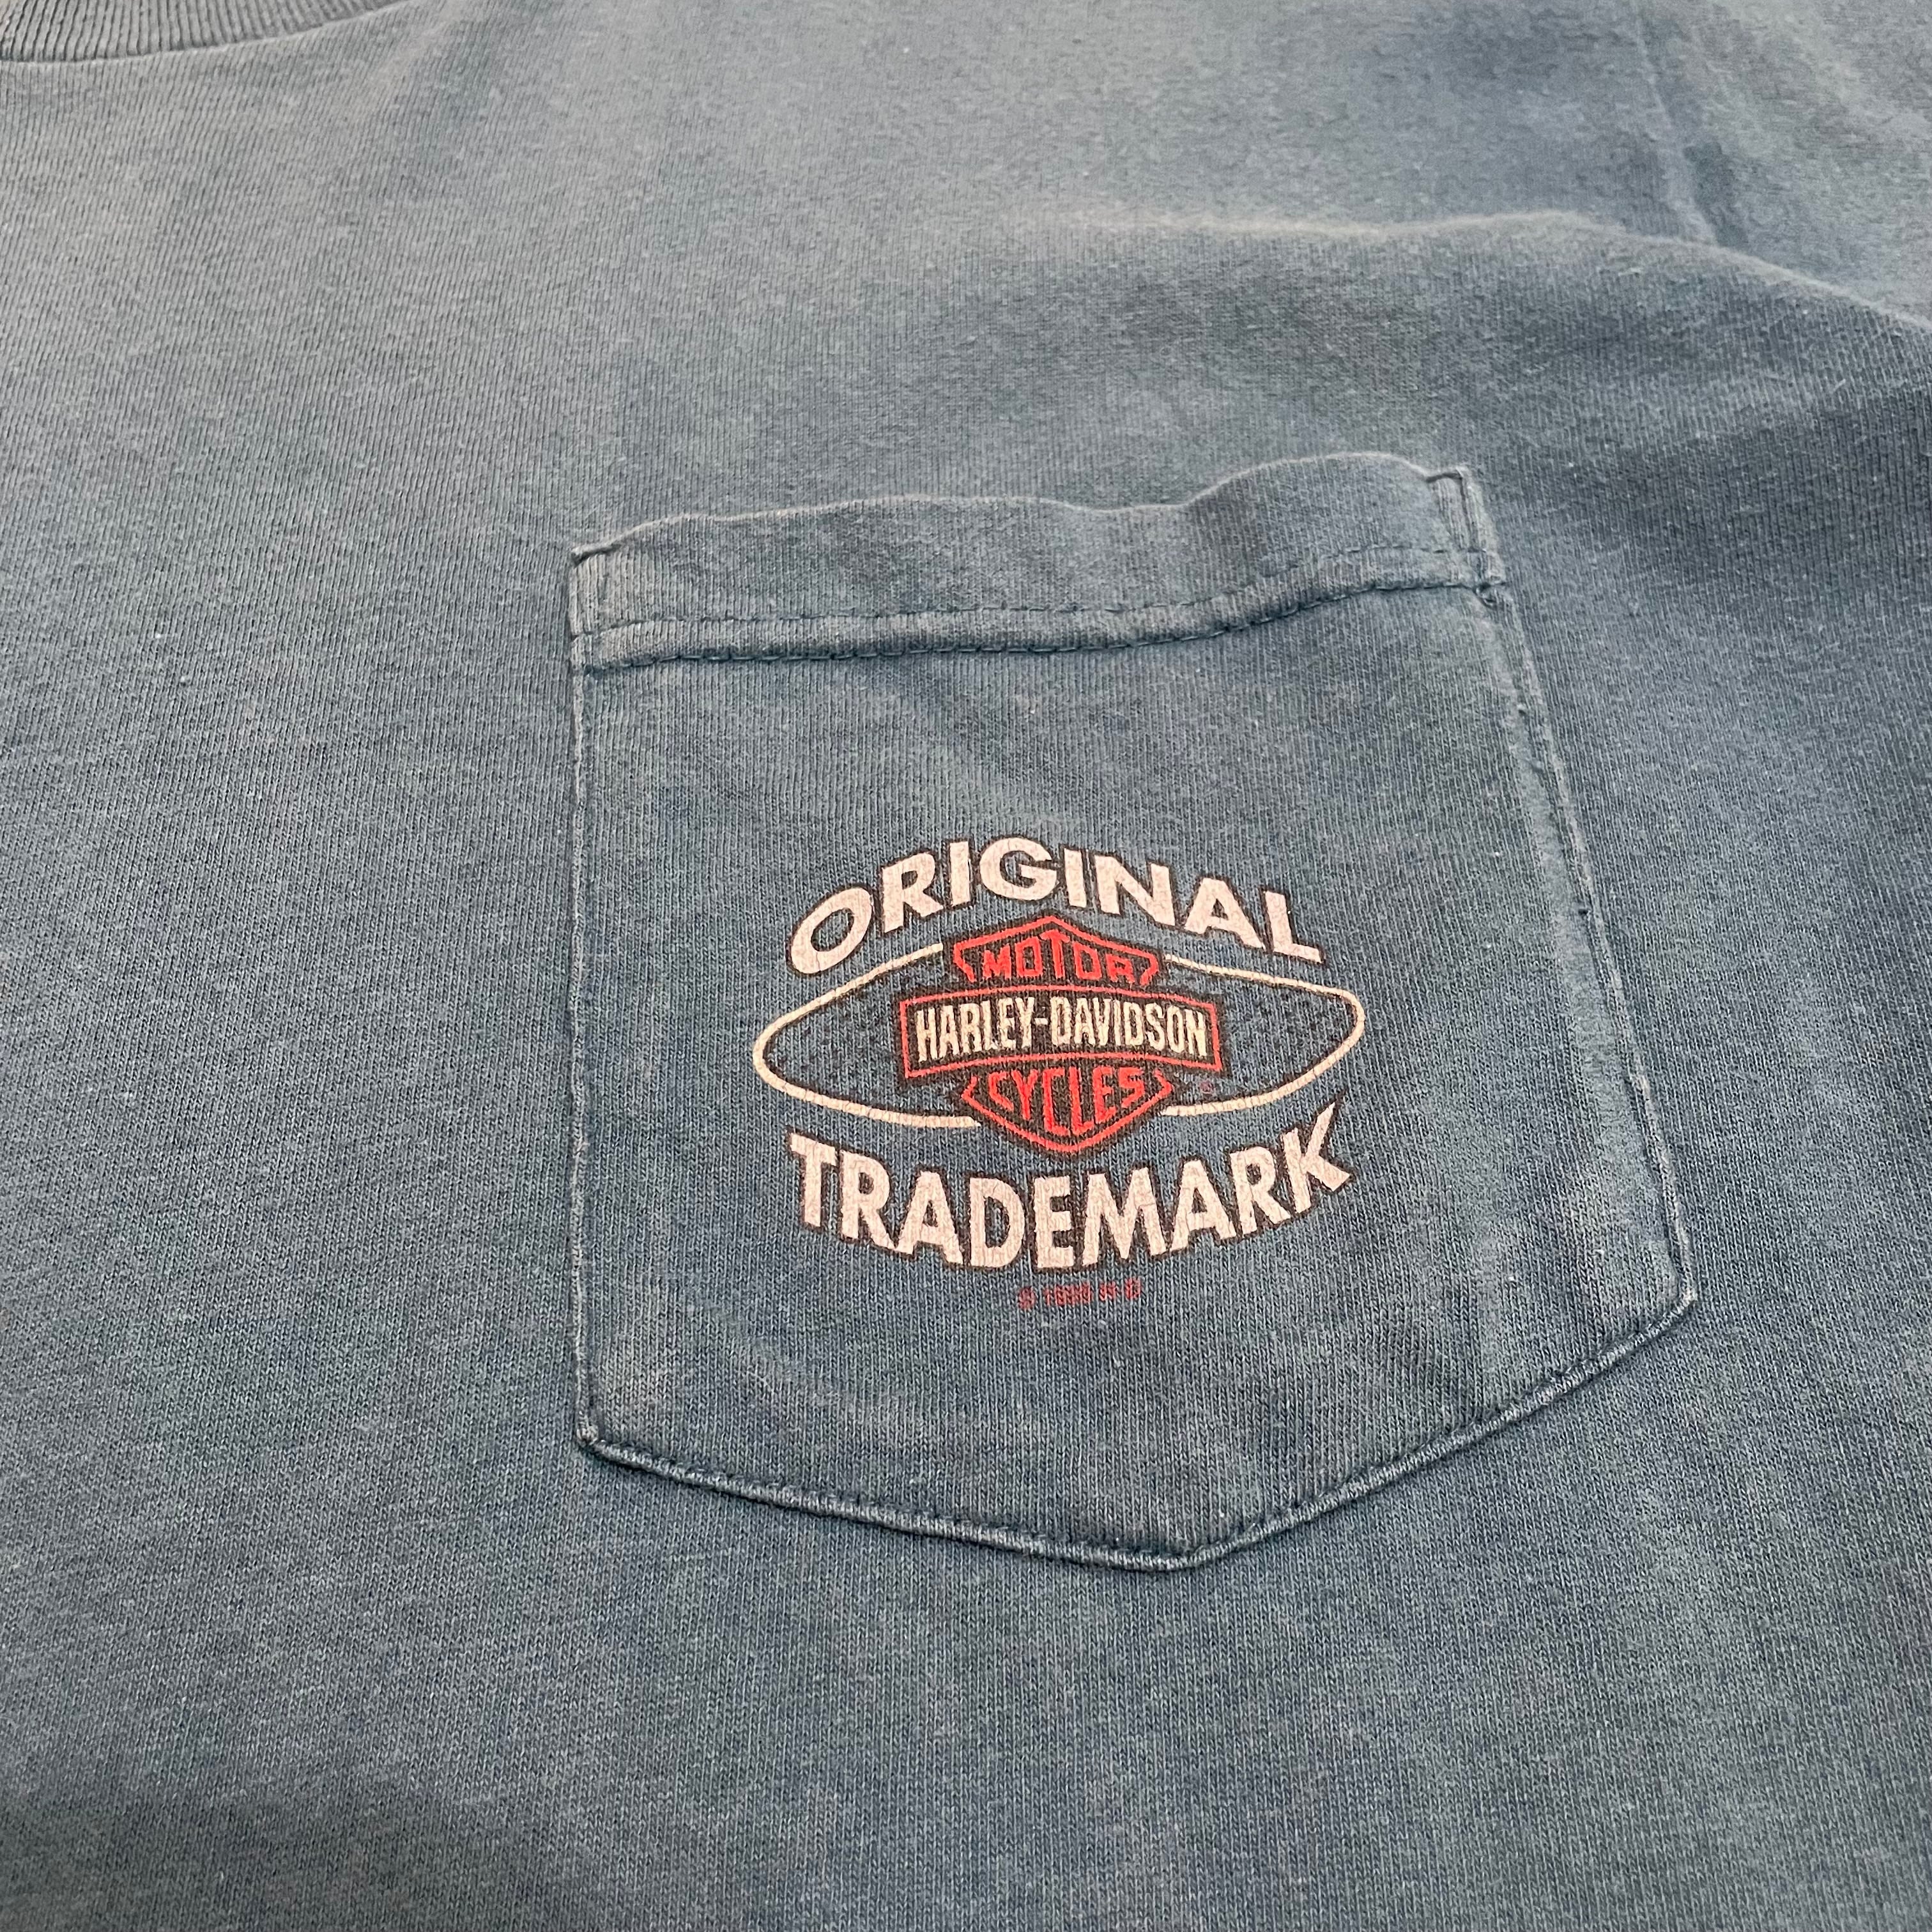 ORIGINAL
MOTOR
HARLEY-DAVIDSON
CYCLES
TRADEMARK